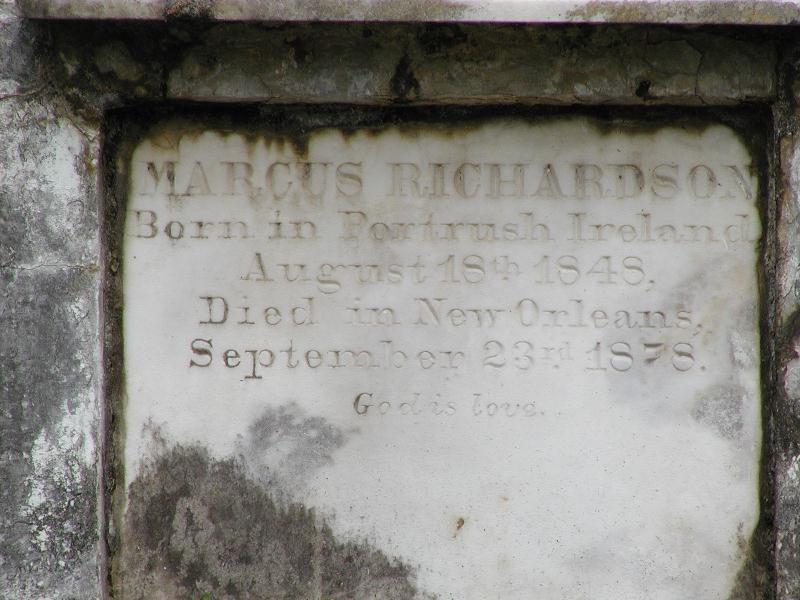 MARCUS RICHARDSON
Born in Portrush Ireland
August 18th 1848,
Died in New Orleans,
September 23rd 1878.
God is love.